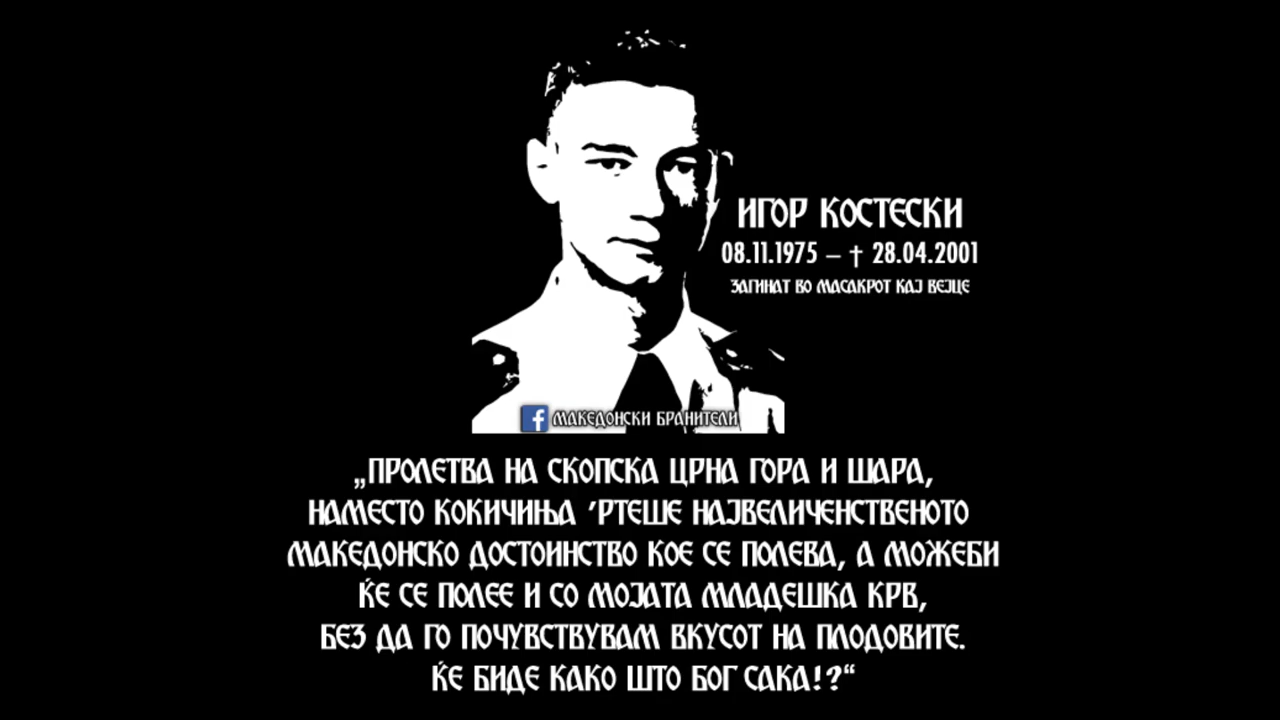 ИГОР КОСТЕСКИ
08.11.1975 – † 28.04.2001
ЗАГИНАТ ВО МАСАКРОТ КАЈ ВЕЈЦЕ
f МАКЕДОНСКИ БРАНИТЕЛИ
„ПРОЛЕТВА НА СКОПСКА ЦРНА ГОРА И ШАРА,
НАМЕСТО КОКИЧИЊА ’РТЕШЕ НАЈВЕЛИЧЕНСТВЕНОТО
МАКЕДОНСКО ДОСТОИНСТВО КОЕ СЕ ПОЛЕВА, А МОЖЕБИ
ЌЕ СЕ ПОЛЕЕ И СО МОЈАТА МЛАДЕШКА КРВ,
БЕЗ ДА ГО ПОЧУВСТВУВАМ ВКУСОТ НА ПЛОДОВИТЕ.
ЌЕ БИДЕ КАКО ШТО БОГ САКА!?“